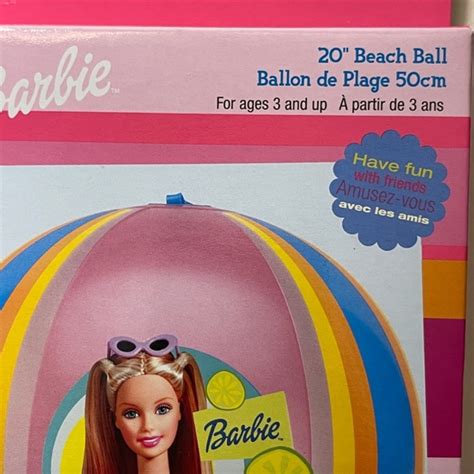 Barbie™
20" Beach Ball
Ballon de Plage 50cm
For ages 3 and up À partir de 3 ans
Have fun
with friends
Amusez-vous
avec les amis
Barbie